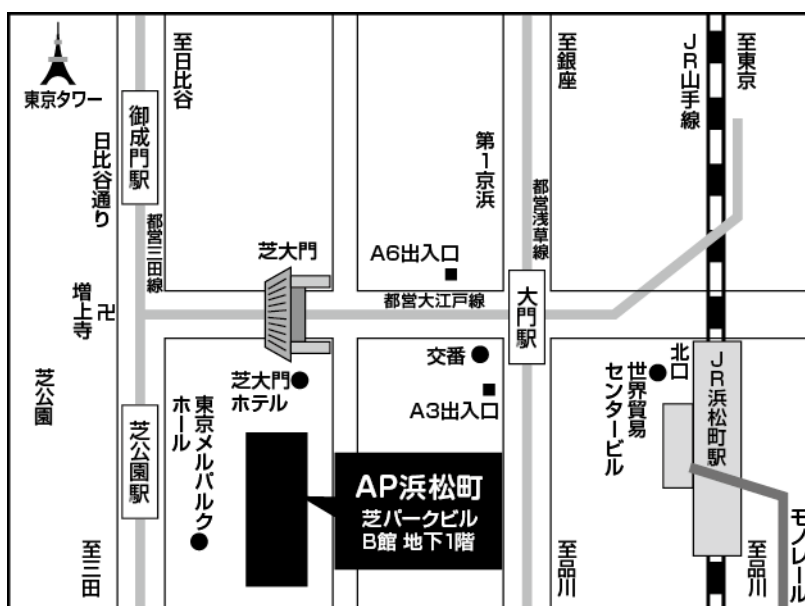 東京タワー
至日比谷
御成門駅
日比谷通り
都営三田線
増上寺
卍
芝公園
芝公園駅
至三田
芝大門
第1京浜
A6出入口
都営大江戸線
至銀座
都営浅草線
大門駅
交番
A3出入口
芝大門
ホテル
東京メルパルク
ホール
AP浜松町
芝パークビル
B館 地下1階
至品川
JR山手線
至東京
北口
世界貿易
センタービル
JR浜松町駅
至品川
モノレール